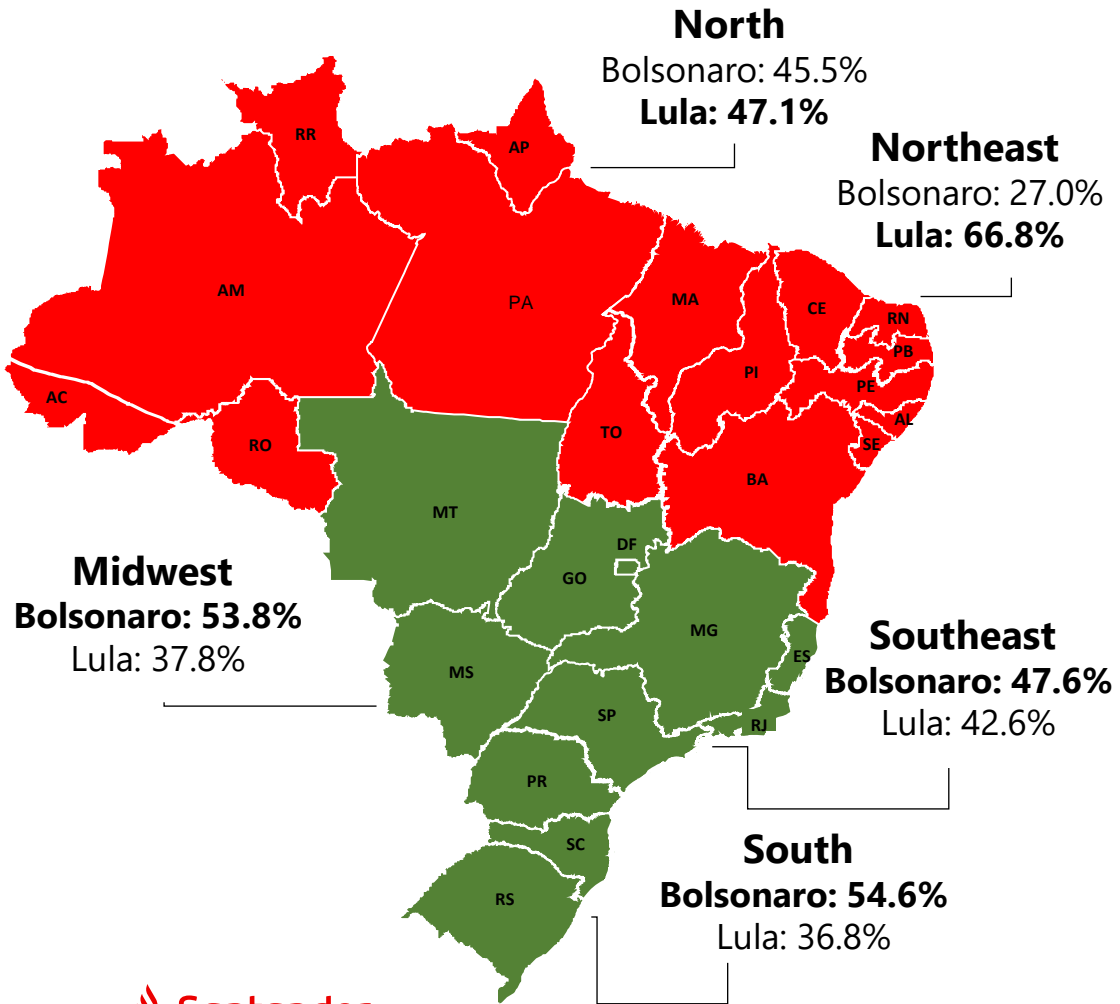 North
Bolsonaro: 45.5%
Lula: 47.1%
Northeast
Bolsonaro: 27.0%
Lula: 66.8%
RR
AP
AM
PA
MA
CE
RN
PB
PI
PE
AC
AL
TO
RO
SE
BA
MT
DF
GO
Midwest
Bolsonaro: 53.8%
Lula: 37.8%
MG
Southeast
Bolsonaro: 47.6%
Lula: 42.6%
ES
MS
SP
RJ
PR
SC
South
Bolsonaro: 54.6%
Lula: 36.8%
RS